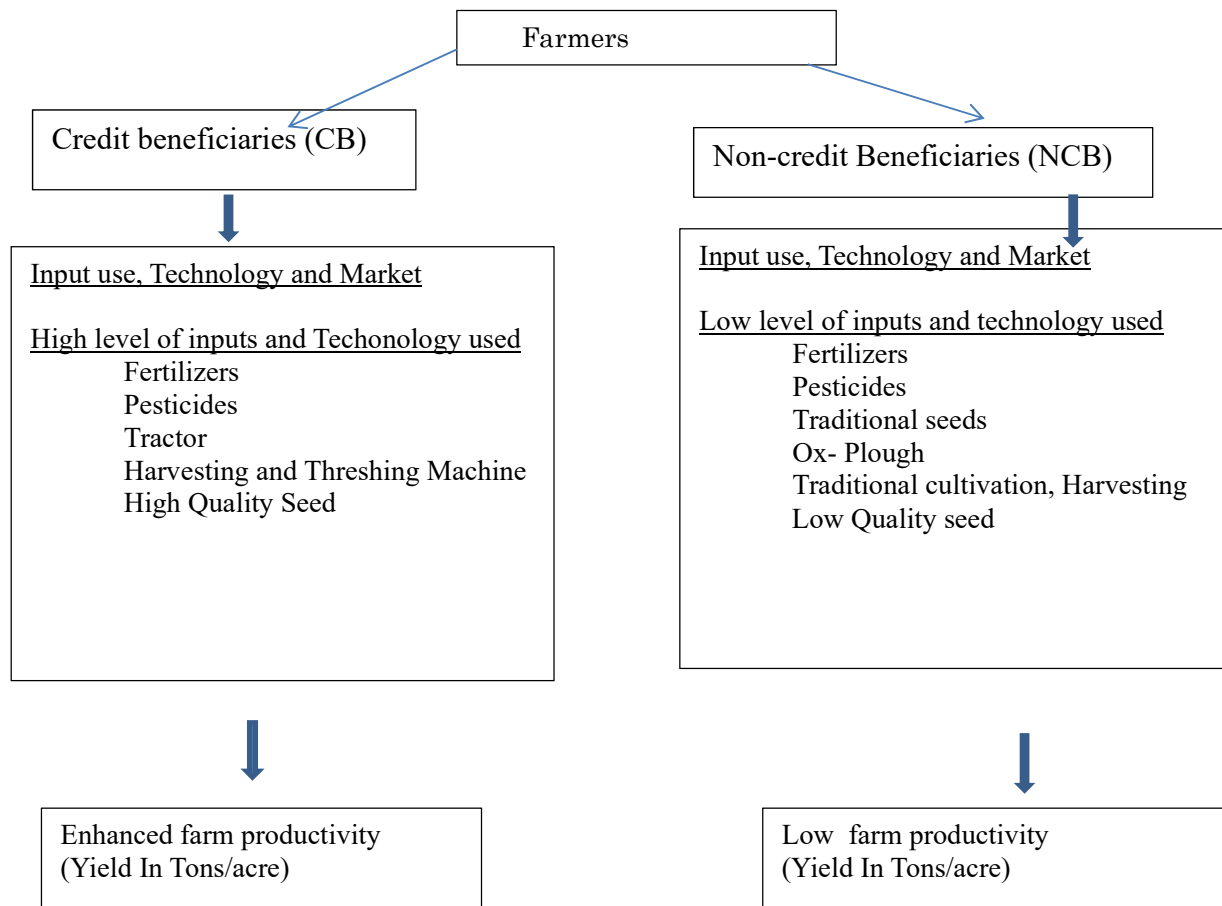 Farmers
Credit beneficiaries (CB)
Non-credit Beneficiaries (NCB)
Input use, Technology and Market
High level of inputs and Techonology used
Fertilizers
Pesticides
Tractor
Harvesting and Threshing Machine
High Quality Seed
Input use, Technology and Market
Low level of inputs and technology used
Fertilizers
Pesticides
Traditional seeds
Ox- Plough
Traditional cultivation, Harvesting
Low Quality seed
Enhanced farm productivity
(Yield In Tons/acre)
Low  farm productivity
(Yield In Tons/acre)